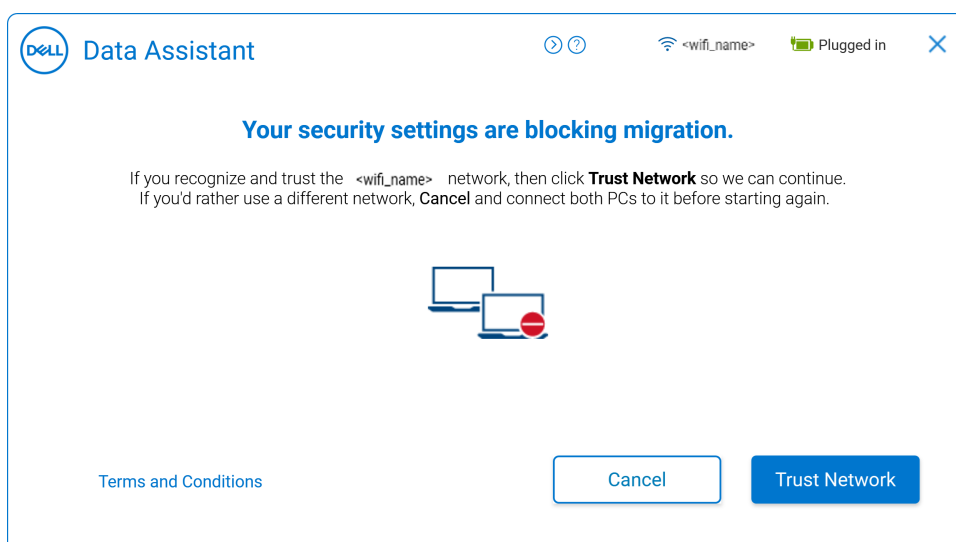 DELL Data Assistant
<wifi_name> Plugged in
Your security settings are blocking migration.
If you recognize and trust the <wifi_name> network, then click Trust Network so we can continue.
If you'd rather use a different network, Cancel and connect both PCs to it before starting again.
Terms and Conditions
Cancel
Trust Network